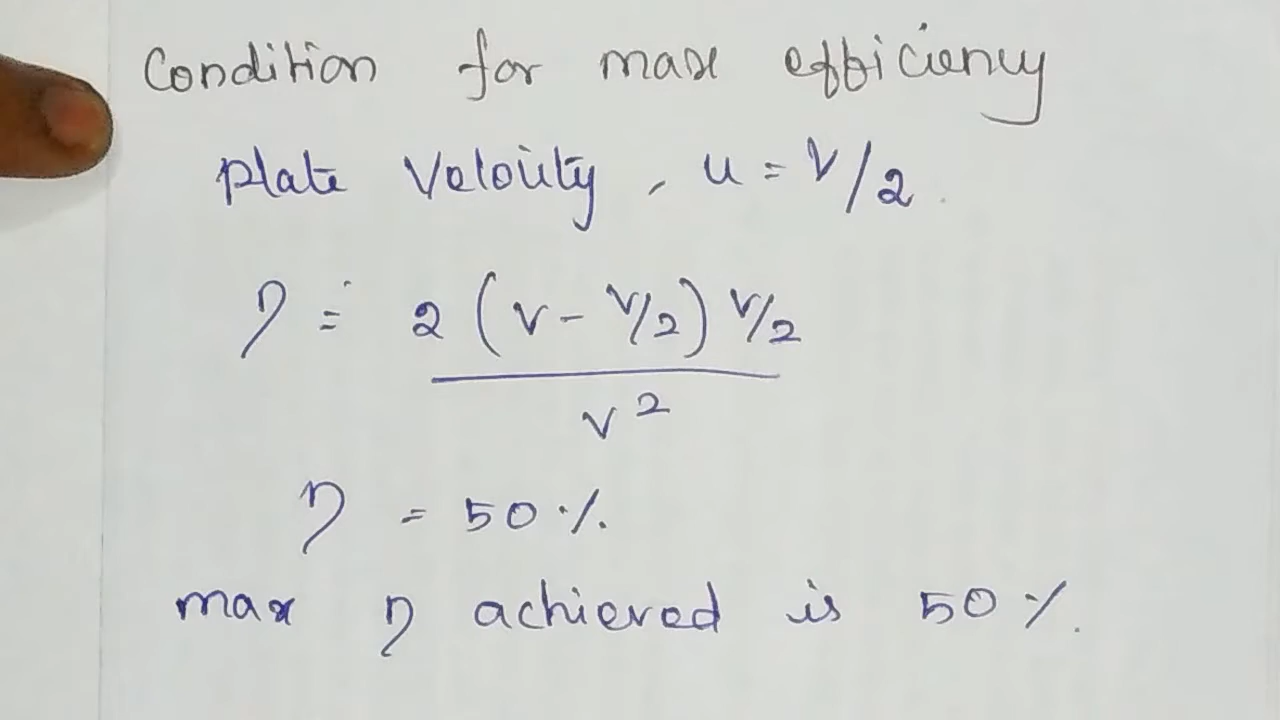 Condition for max efficiency
Plate Velocity, u = V/2
η = 2 (V - V/2) V/2
V²
η = 50 %
max η achieved is 50 %.